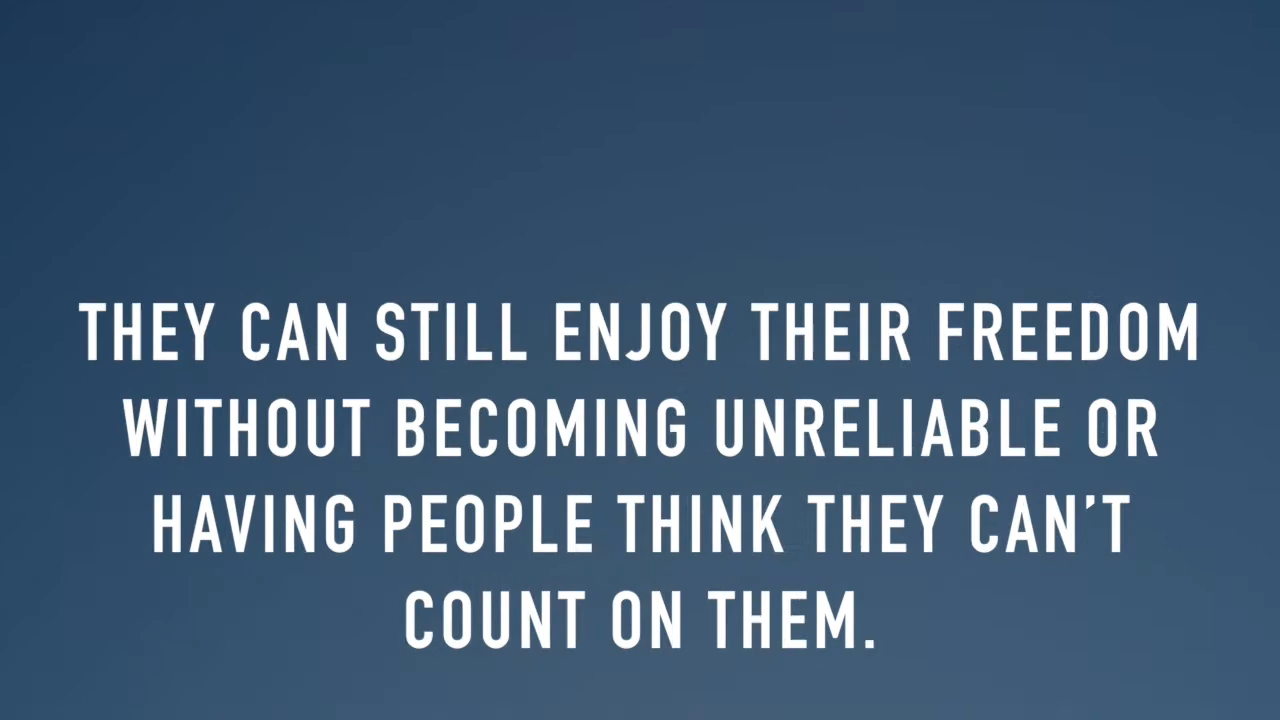 THEY CAN STILL ENJOY THEIR FREEDOM
WITHOUT BECOMING UNRELIABLE OR
HAVING PEOPLE THINK THEY CAN’T
COUNT ON THEM.